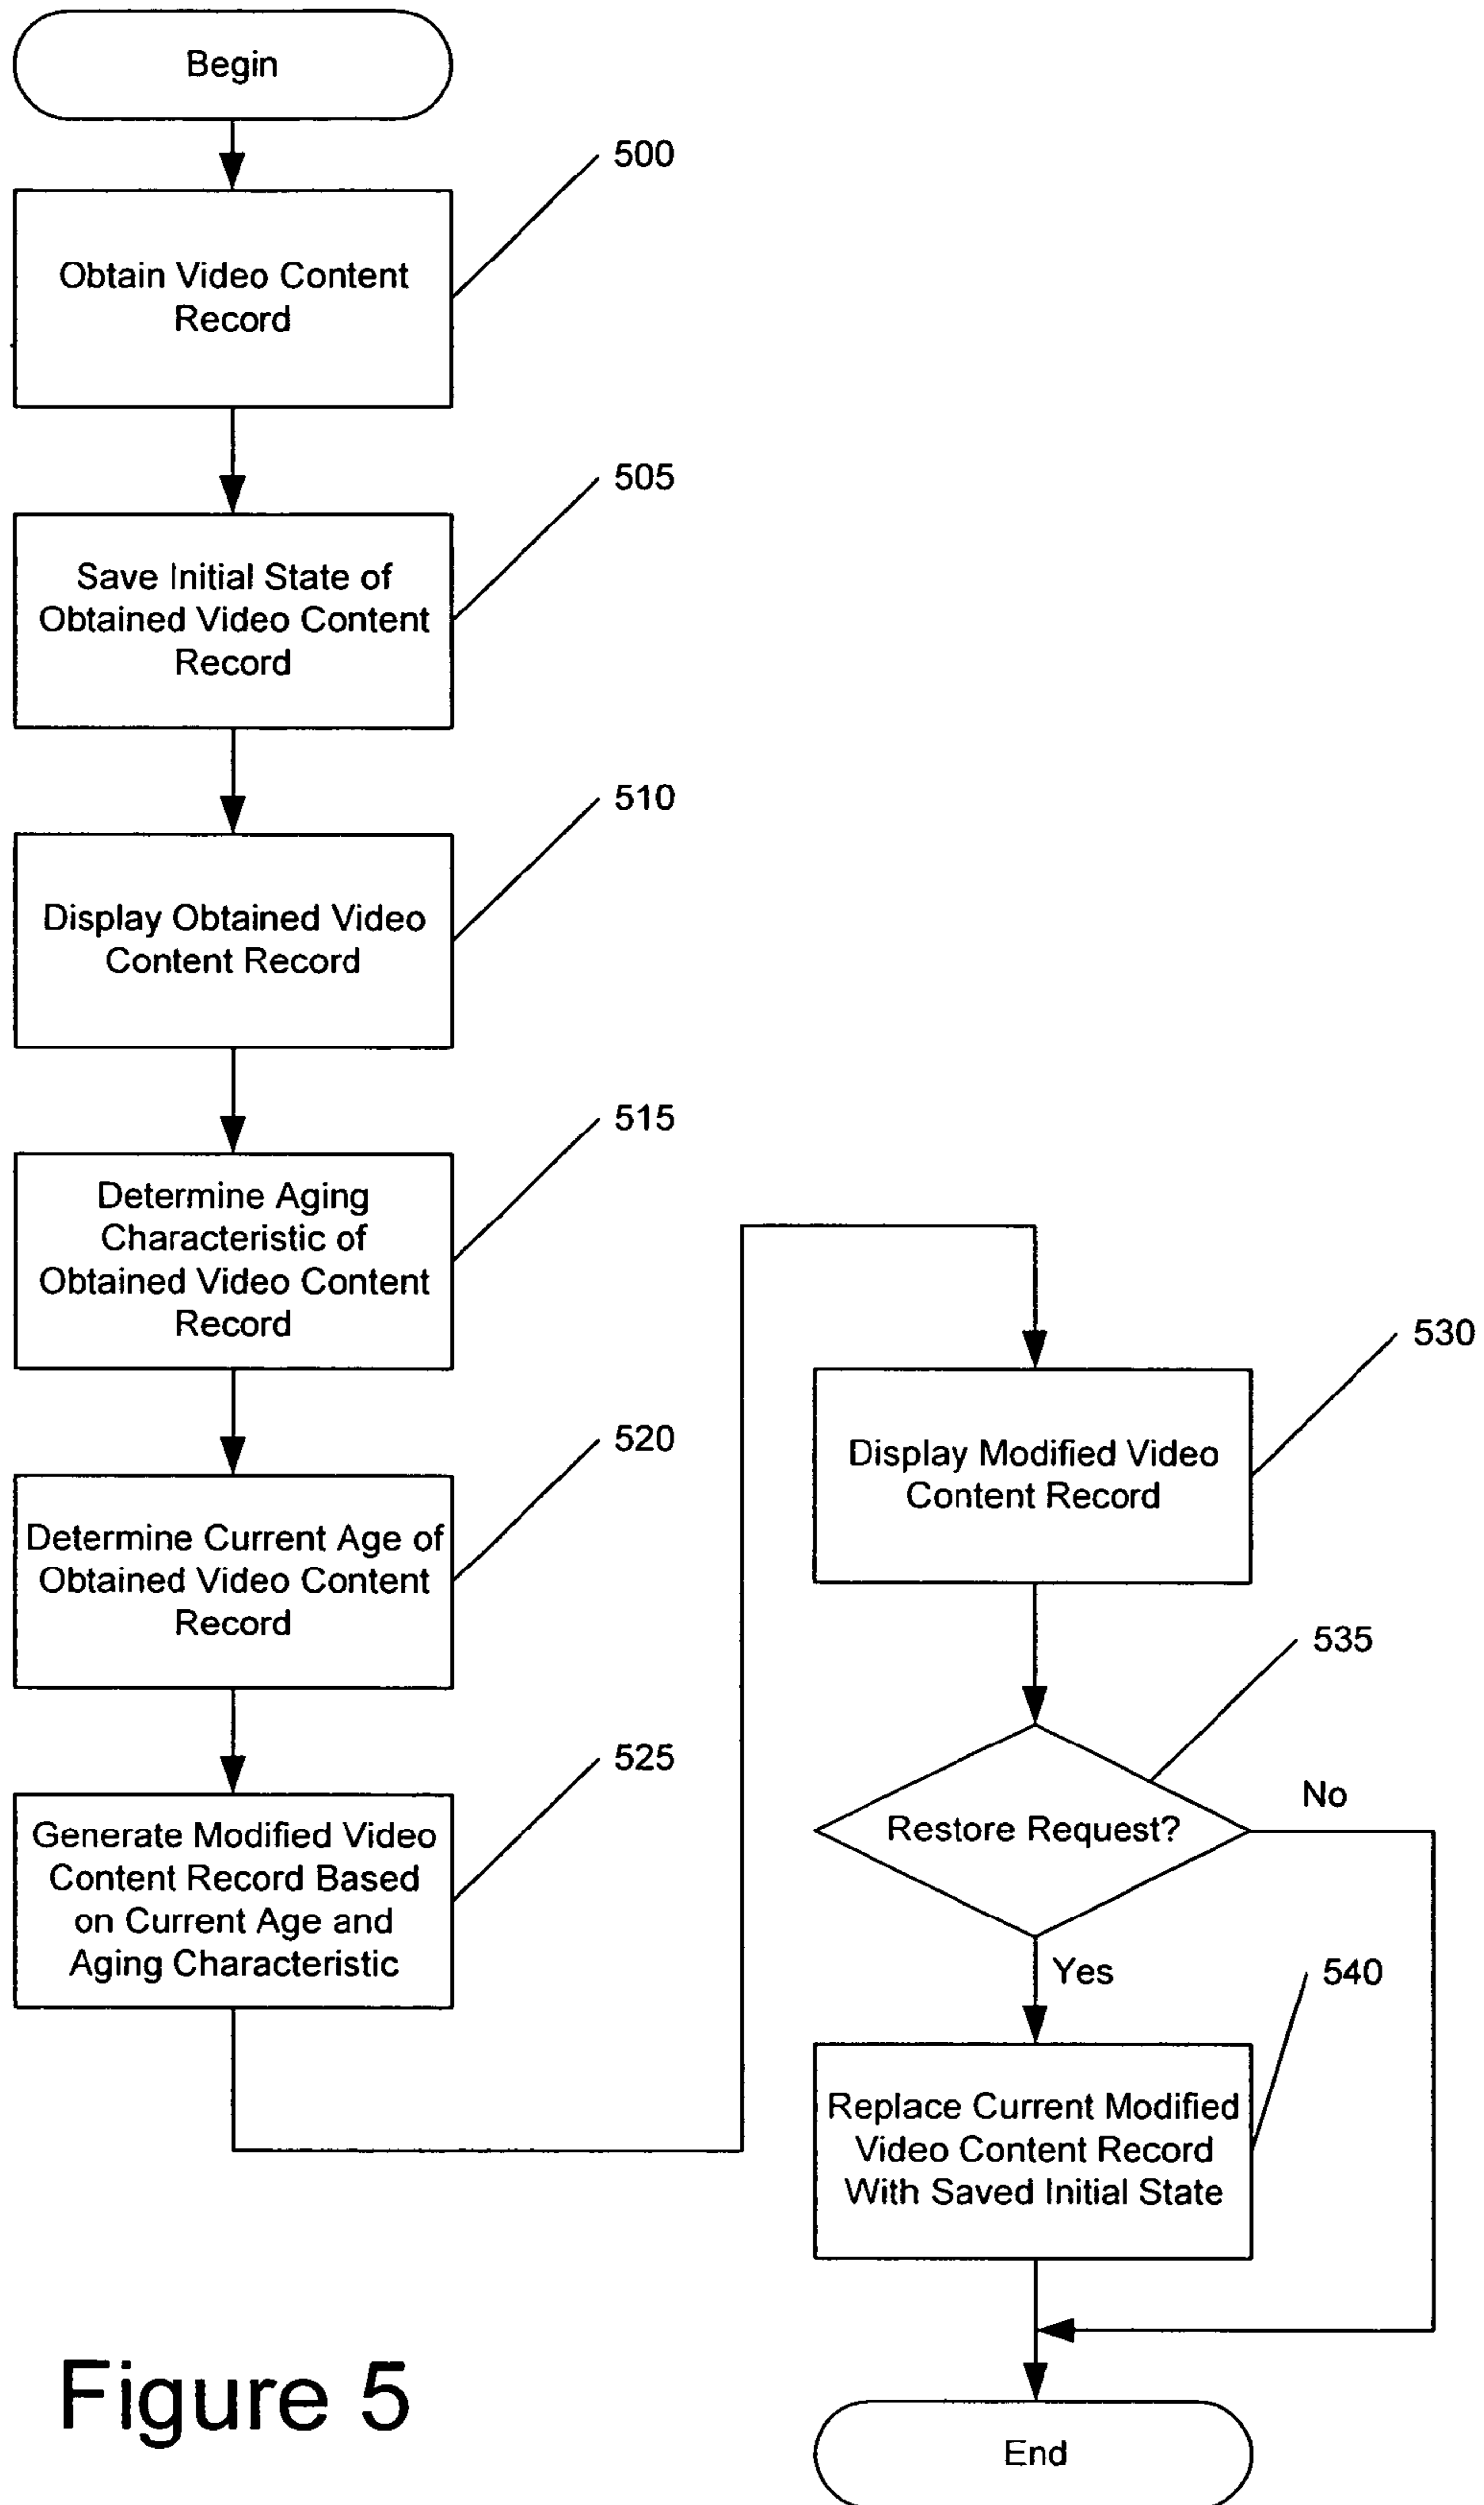 Begin
500
Obtain Video Content
Record
505
Save Initial State of
Obtained Video Content
Record
510
Display Obtained Video
Content Record
515
Determine Aging
Characteristic of
Obtained Video Content
Record
520
Determine Current Age of
Obtained Video Content
Record
525
Generate Modified Video
Content Record Based
on Current Age and
Aging Characteristic
530
Display Modified Video
Content Record
535
Restore Request?
No
Yes
540
Replace Current Modified
Video Content Record
With Saved Initial State
End
Figure 5